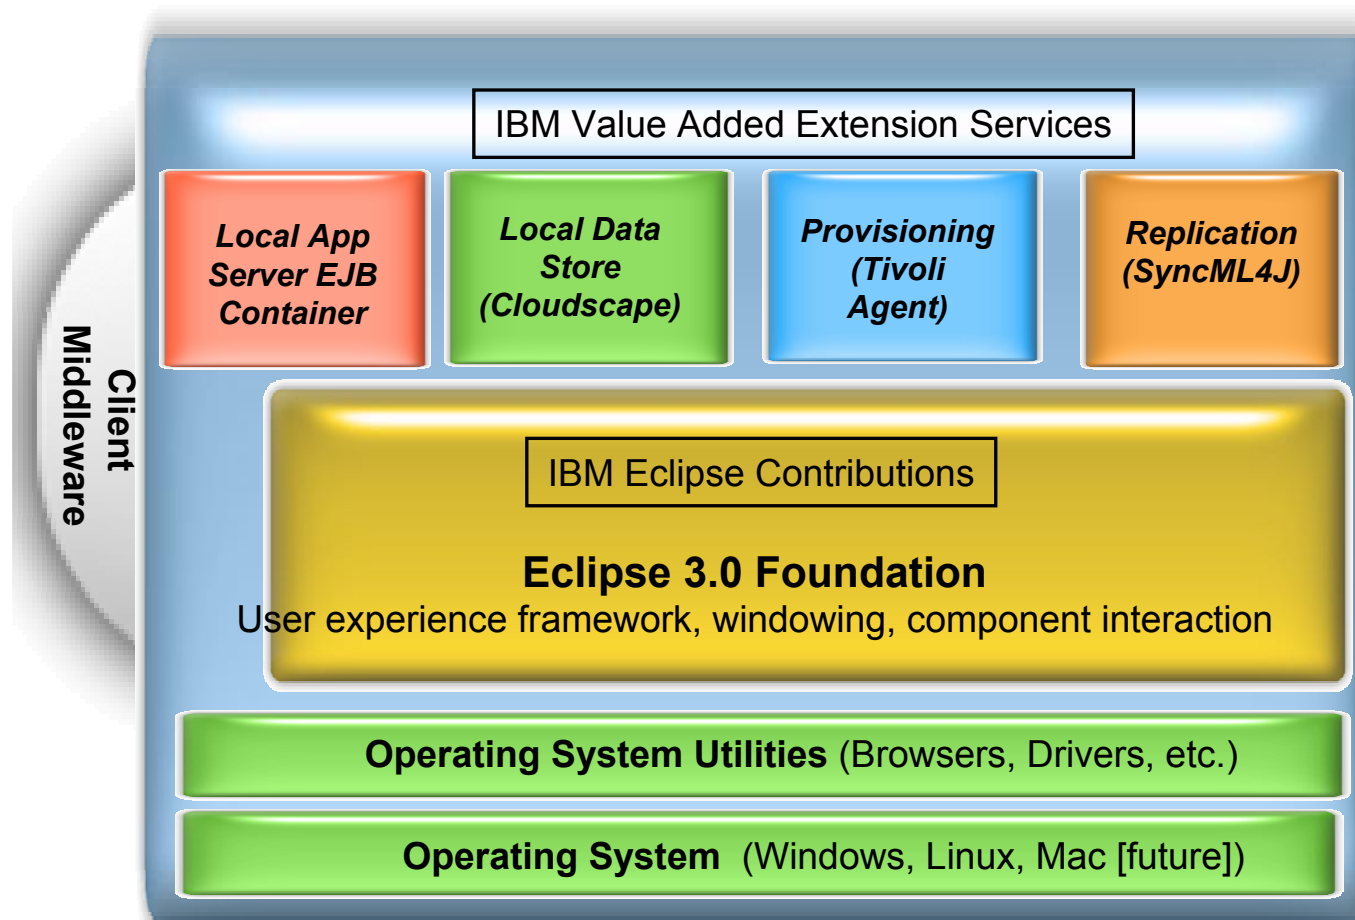 IBM Value Added Extension Services
Local App
Server EJB
Container
Local Data
Store
(Cloudscape)
Provisioning
(Tivoli
Agent)
Replication
(SyncML4J)
Client
Middleware
IBM Eclipse Contributions
Eclipse 3.0 Foundation
User experience framework, windowing, component interaction
Operating System Utilities (Browsers, Drivers, etc.)
Operating System (Windows, Linux, Mac [future])